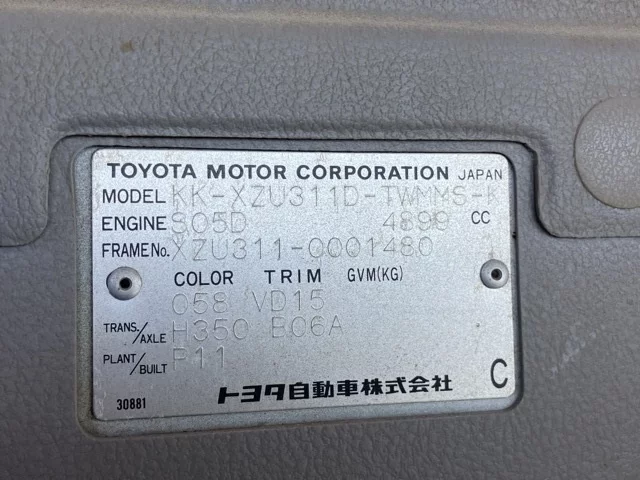 TOYOTA MOTOR CORPORATION JAPAN
MODEL KK-XZU311D-TWMMS-K
ENGINE S05D 4899 CC
FRAME No. XZU311-0001480
COLOR TRIM GVM(KG)
058 VD15
TRANS./AXLE H350 B06A
PLANT/BUILT P11
30881 トヨタ自動車株式会社 C